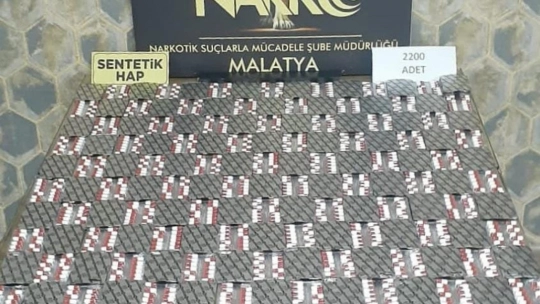 NARKO
NARKOTİK SUÇLARLA MÜCADELE ŞUBE MÜDÜRLÜĞÜ
MALATYA
SENTETİK
HAP
2200
ADET